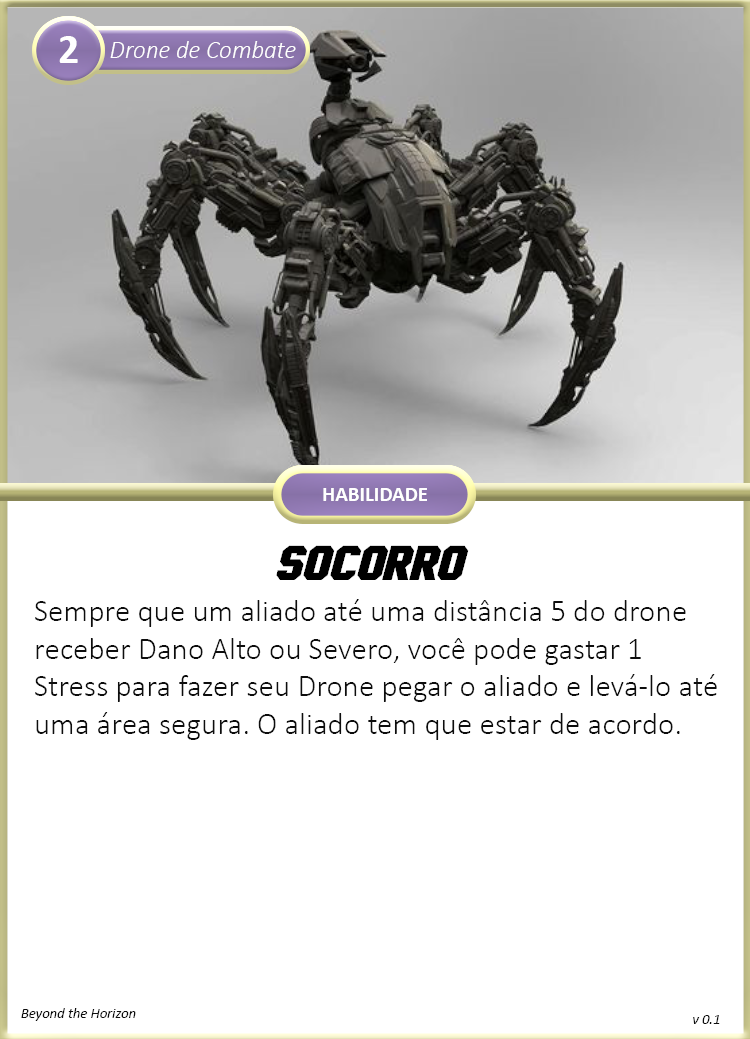 2
Drone de Combate
HABILIDADE
SOCORRO
Sempre que um aliado até uma distância 5 do drone
receber Dano Alto ou Severo, você pode gastar 1
Stress para fazer seu Drone pegar o aliado e levá-lo até
uma área segura. O aliado tem que estar de acordo.
Beyond the Horizon
v 0.1